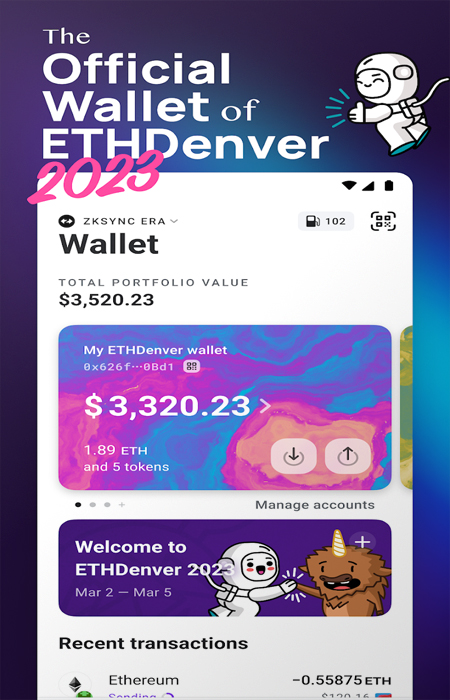 The
Official
Wallet of
ETHDenver
2023
ZKSYNC ERA
102
Wallet
TOTAL PORTFOLIO VALUE
$3,520.23
My ETHDenver wallet
0x626f···0Bd1
$3,320.23
1.89 ETH
and 5 tokens
Manage accounts
Welcome to
ETHDenver 2023
Mar 2 — Mar 5
Recent transactions
Ethereum
−0.55875 ETH
Sending
$120.16